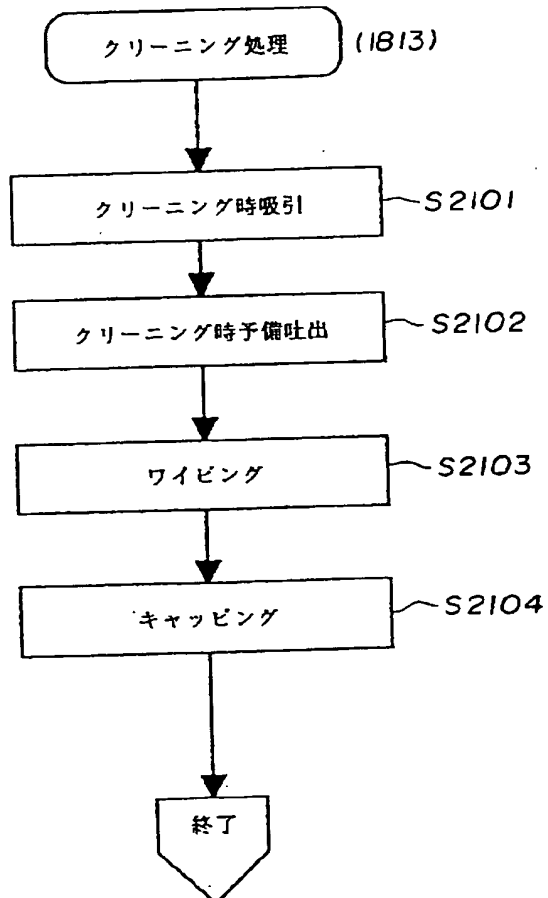 クリーニング処理 (1813)
クリーニング時吸引 S2101
クリーニング時予備吐出 S2102
ワイピング S2103
キャッピング S2104
終了